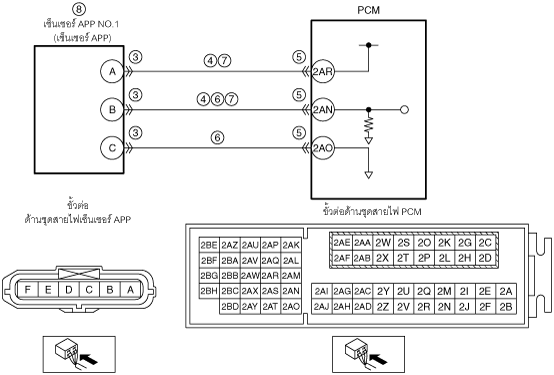 ⑧
เซ็นเซอร์ APP NO.1
(เซ็นเซอร์ APP)
PCM
A ③ ④⑦ ⑤ 2AR
B ③ ④⑥⑦ ⑤ 2AN
C ③ ⑥ ⑤ 2AO
ขั้วต่อ
ด้านชุดสายไฟเซ็นเซอร์ APP
F E D C B A
ขั้วต่อด้านชุดสายไฟ PCM
2BE 2AZ 2AU 2AP 2AK 2AE 2AA 2W 2S 2O 2K 2G 2C
2BF 2BA 2AV 2AQ 2AL 2AF 2AB 2X 2T 2P 2L 2H 2D
2BG 2BB 2AW 2AR 2AM
2BH 2BC 2AX 2AS 2AN 2AI 2AG 2AC 2Y 2U 2Q 2M 2I 2E 2A
2BD 2AY 2AT 2AO 2AJ 2AH 2AD 2Z 2V 2R 2N 2J 2F 2B